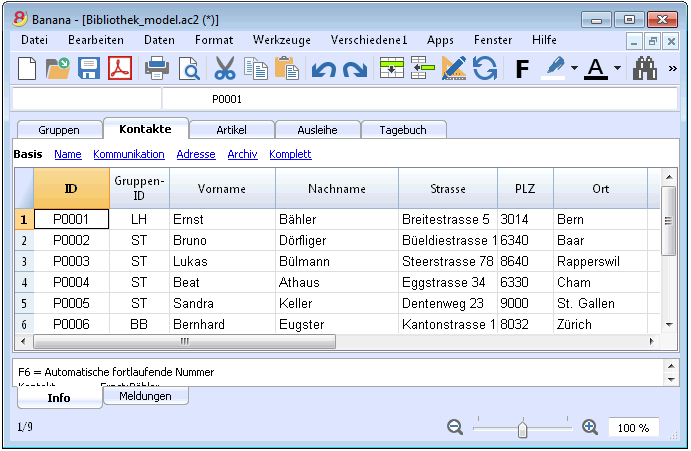 Banana - [Bibliothek_model.ac2 (*)]
Datei Bearbeiten Daten Format Werkzeuge Verschiedene1 Apps Fenster Hilfe
F A »
P0001
Gruppen Kontakte Artikel Ausleihe Tagebuch
Basis Name Kommunikation Adresse Archiv Komplett
ID Gruppen-ID Vorname Nachname Strasse PLZ Ort
1 P0001 LH Ernst Bähler Breitestrasse 5 3014 Bern
2 P0002 ST Bruno Dörfliger Büeldiestrasse 1 6340 Baar
3 P0003 ST Lukas Bülmann Steerstrasse 78 8640 Rapperswil
4 P0004 ST Beat Athaus Eggstrasse 34 6330 Cham
5 P0005 ST Sandra Keller Dentenweg 23 9000 St. Gallen
6 P0006 BB Bernhard Eugster Kantonstrasse 1 8032 Zürich
F6 = Automatische fortlaufende Nummer
Kontakt Ernst;Bähler
Info Meldungen
1/9 100 %